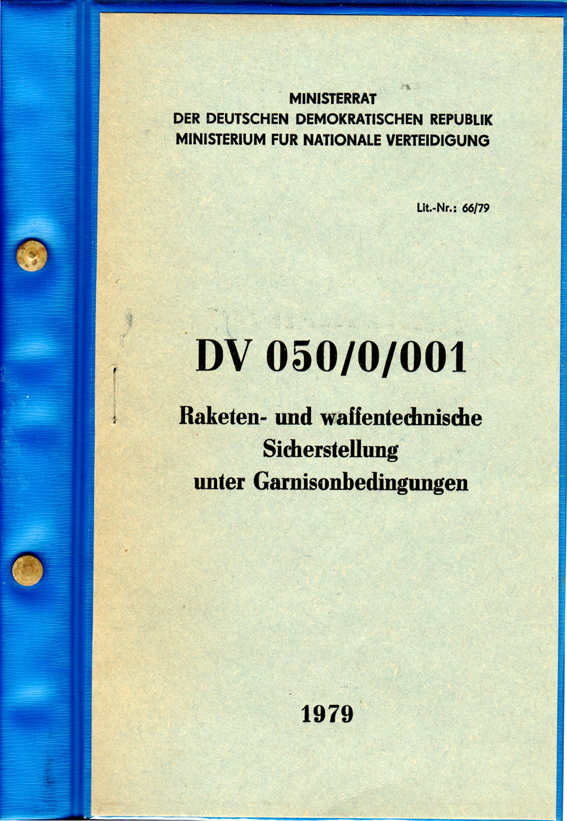 MINISTERRAT
DER DEUTSCHEN DEMOKRATISCHEN REPUBLIK
MINISTERIUM FUR NATIONALE VERTEIDIGUNG
Lit.-Nr.: 66/79
DV 050/0/001
Raketen- und waffentechnische
Sicherstellung
unter Garnisonbedingungen
1979